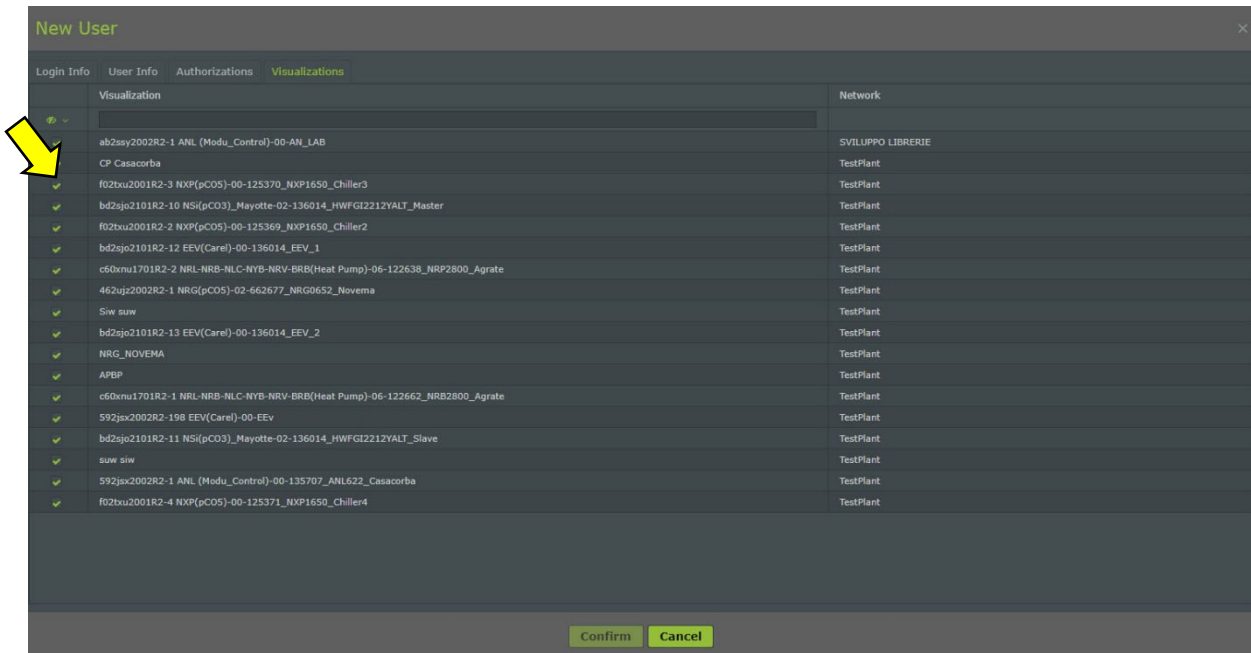 New User
Login Info User Info Authorizations Visualizations
Visualization Network
ab2ssy2002R2-1 ANL (Modu_Control)-00-AN_LAB SVILUPPO LIBRERIE
CP Casacorba TestPlant
f02txu2001R2-3 NXP(pCO5)-00-125370_NXP1650_Chiller3 TestPlant
bd2sjo2101R2-10 NSi(pCO3)_Mayotte-02-136014_HWFGI2212YALT_Master TestPlant
f02txu2001R2-2 NXP(pCO5)-00-125369_NXP1650_Chiller2 TestPlant
bd2sjo2101R2-12 EEV(Carel)-00-136014_EEV_1 TestPlant
c60xnu1701R2-2 NRL-NRB-NLC-NYB-NRV-BRB(Heat Pump)-06-122638_NRP2800_Agrate TestPlant
462ujz2002R2-1 NRG(pCO5)-02-662677_NRG0652_Novema TestPlant
Siw suw TestPlant
bd2sjo2101R2-13 EEV(Carel)-00-136014_EEV_2 TestPlant
NRG_NOVEMA TestPlant
APBP TestPlant
c60xnu1701R2-1 NRL-NRB-NLC-NYB-NRV-BRB(Heat Pump)-06-122662_NRB2800_Agrate TestPlant
592jsx2002R2-198 EEV(Carel)-00-EEv TestPlant
bd2sjo2101R2-11 NSi(pCO3)_Mayotte-02-136014_HWFGI2212YALT_Slave TestPlant
suw siw TestPlant
592jsx2002R2-1 ANL (Modu_Control)-00-135707_ANL622_Casacorba TestPlant
f02txu2001R2-4 NXP(pCO5)-00-125371_NXP1650_Chiller4 TestPlant
Confirm Cancel